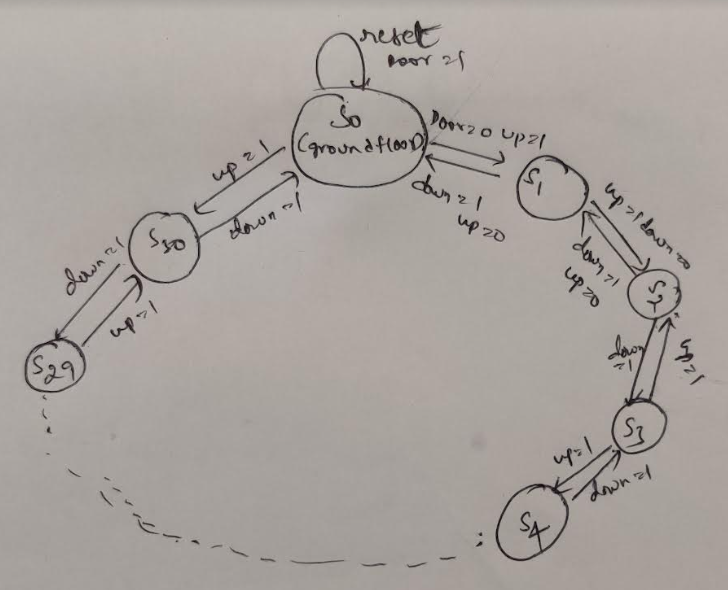 reset
Door=1
S0
(groundfloor)
Door=0 up=1
down=1
up=0
S1
up=1 down=0
down=1
up=0
S2
down
=1
up=1
S3
up=1
down=1
S4
up=1
down=1
S30
down=1
up=1
S29